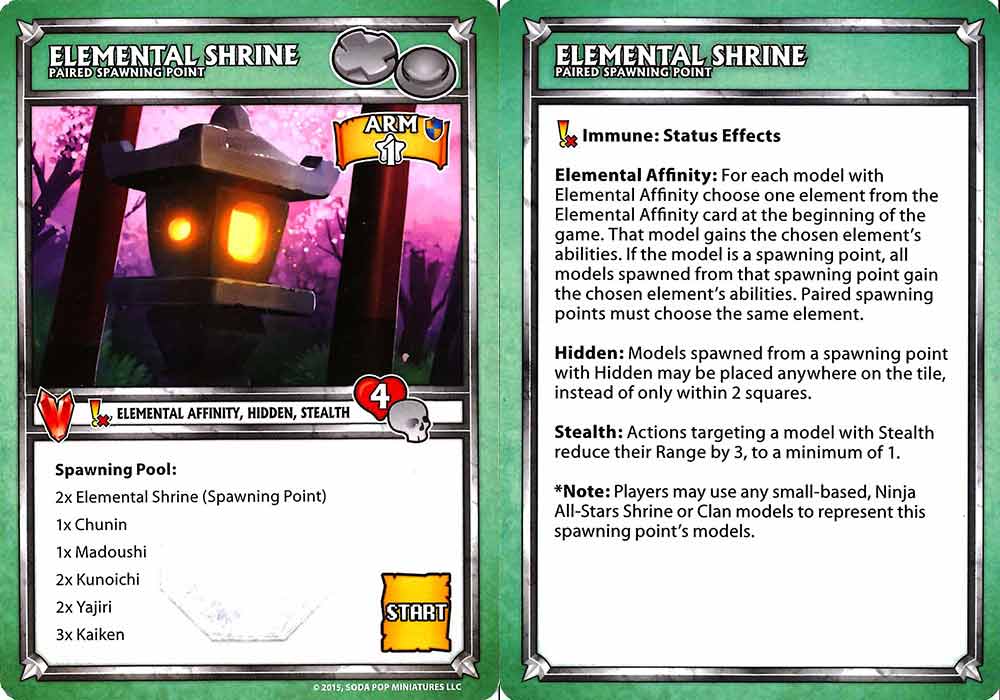 ELEMENTAL SHRINE
PAIRED SPAWNING POINT
ARM
1
ELEMENTAL AFFINITY, HIDDEN, STEALTH
4
Spawning Pool:
2x Elemental Shrine (Spawning Point)
1x Chunin
1x Madoushi
2x Kunoichi
2x Yajiri
3x Kaiken
START
© 2015, SODA POP MINIATURES LLC
ELEMENTAL SHRINE
PAIRED SPAWNING POINT
Immune: Status Effects
Elemental Affinity: For each model with
Elemental Affinity choose one element from the
Elemental Affinity card at the beginning of the
game. That model gains the chosen element's
abilities. If the model is a spawning point, all
models spawned from that spawning point gain
the chosen element's abilities. Paired spawning
points must choose the same element.
Hidden: Models spawned from a spawning point
with Hidden may be placed anywhere on the tile,
instead of only within 2 squares.
Stealth: Actions targeting a model with Stealth
reduce their Range by 3, to a minimum of 1.
*Note: Players may use any small-based, Ninja
All-Stars Shrine or Clan models to represent this
spawning point's models.